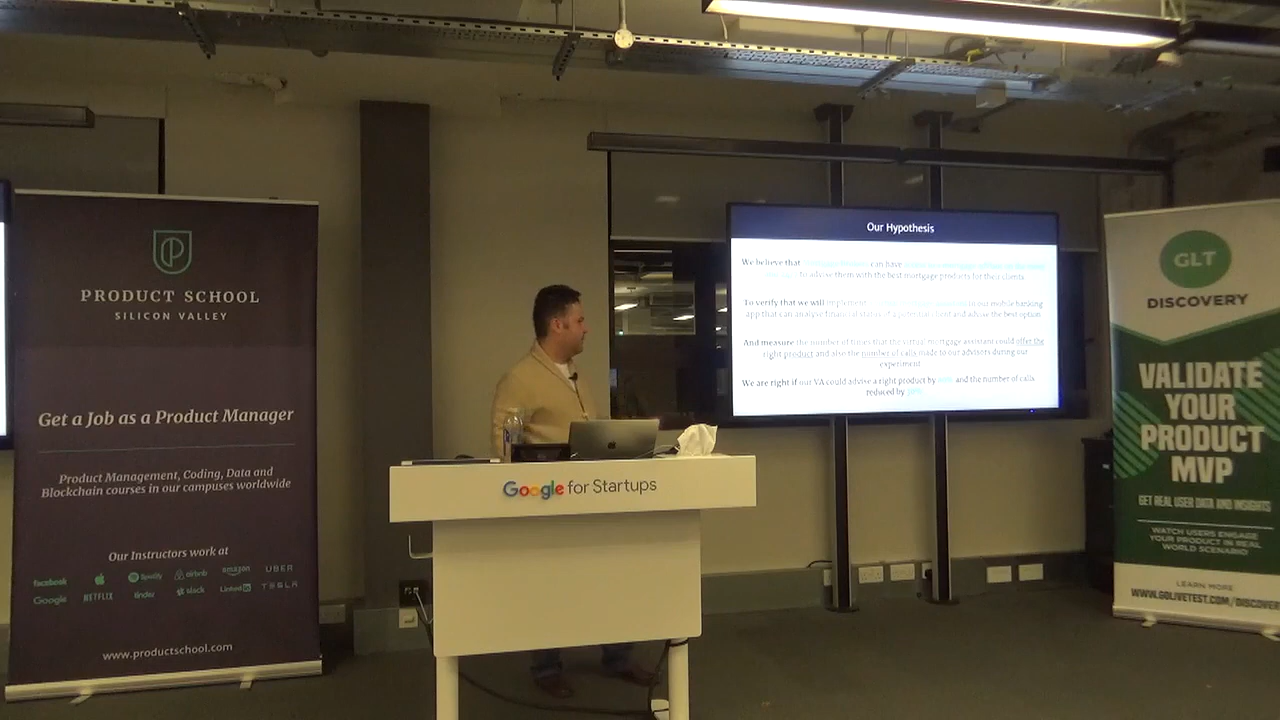 PRODUCT SCHOOL
SILICON VALLEY
Get a Job as a Product Manager
Product Management, Coding, Data and
Blockchain courses in our campuses worldwide
Our Instructors work at
facebook
Spotify
airbnb
amazon
UBER
Google
NETFLIX
tinder
slack
LinkedIn
TESLA
www.productschool.com
Google for Startups
Our Hypothesis
We believe that can have
to advise them with the best mortgage products for their clients
To verify that we will implement in our mobile banking
app that can analyse financial status of a potential client and advise the best option
And measure the number of times that the virtual mortgage assistant could offer the
right product and also the number of calls made to our advisors during our
experiment
We are right if our VA could advise a right product by and the number of calls
reduced by
GLT
DISCOVERY
VALIDATE
YOUR
PRODUCT
MVP
GET REAL USER DATA AND INSIGHTS
WATCH USERS ENGAGE
YOUR PRODUCT IN REAL
WORLD SCENARIO
LEARN MORE
WWW.GOLIVETEST.COM/DISCOVER